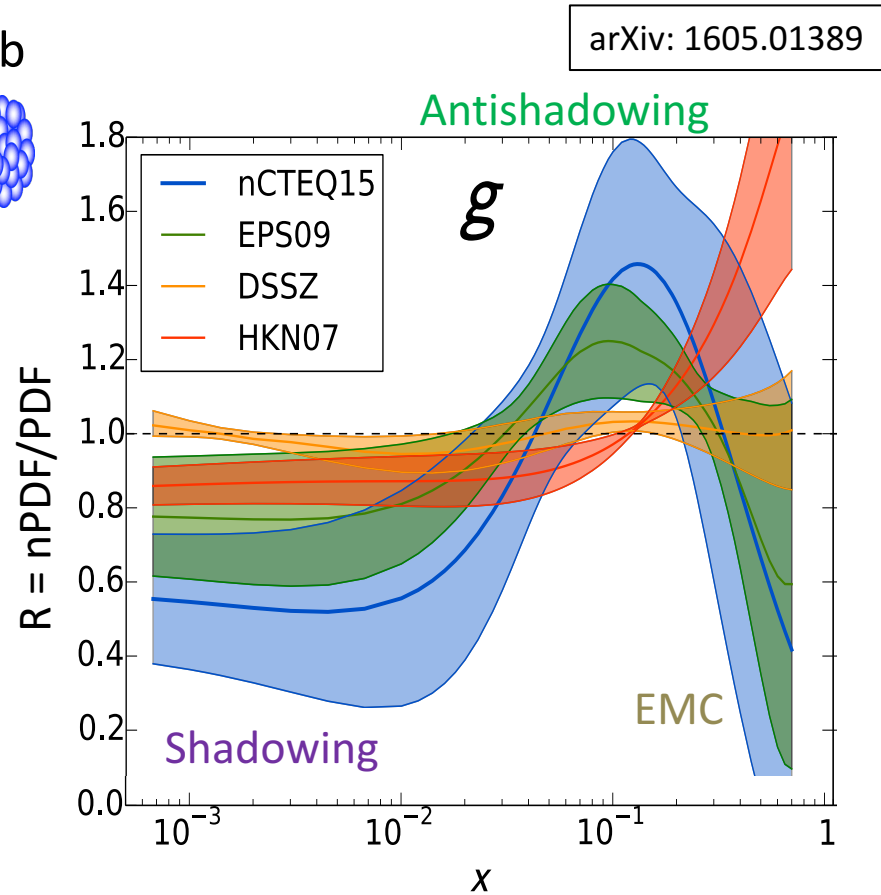 b
arXiv: 1605.01389
Antishadowing
1.8
1.6
1.4
1.2
1.0
0.8
0.6
0.4
0.2
0.0
nCTEQ15
EPS09
DSSZ
HKN07
g
R = nPDF/PDF
EMC
Shadowing
10⁻³ 10⁻² 10⁻¹ 1
x